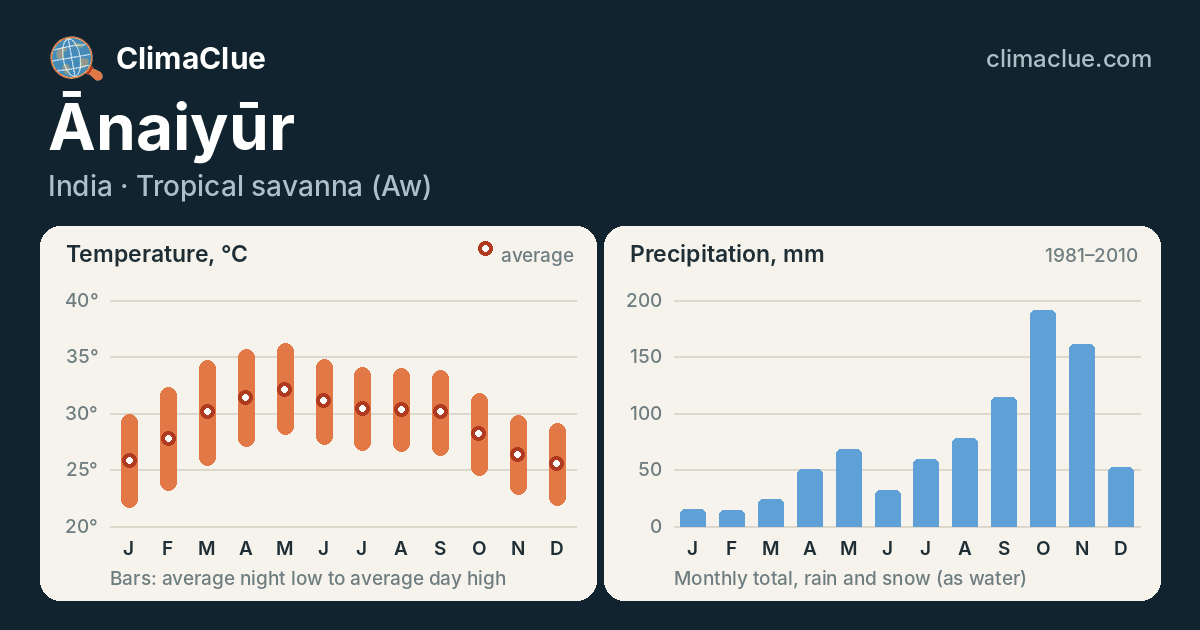 ClimaClue
climaclue.com
Ānaiyūr
India · Tropical savanna (Aw)
Temperature, °C
average
40°
35°
30°
25°
20°
J F M A M J J A S O N D
Bars: average night low to average day high
Precipitation, mm
1981–2010
200
150
100
50
0
J F M A M J J A S O N D
Monthly total, rain and snow (as water)